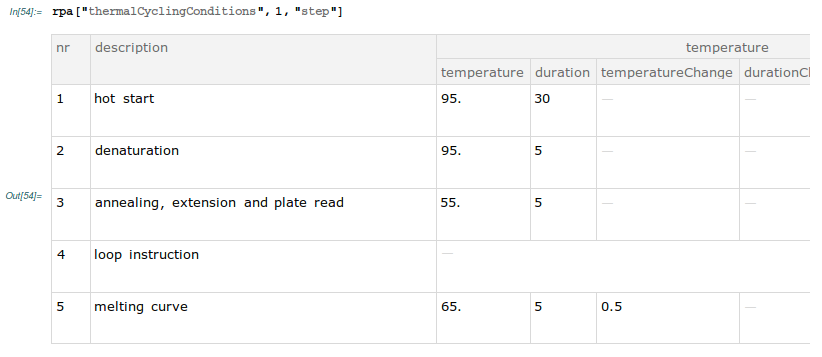 In[54]:= rpa["thermalCyclingConditions", 1, "step"]
nr description temperature
temperature duration temperatureChange durationCl
1 hot start 95. 30 — —
2 denaturation 95. 5 — —
Out[54]= 3 annealing, extension and plate read 55. 5 — —
4 loop instruction —
5 melting curve 65. 5 0.5 —